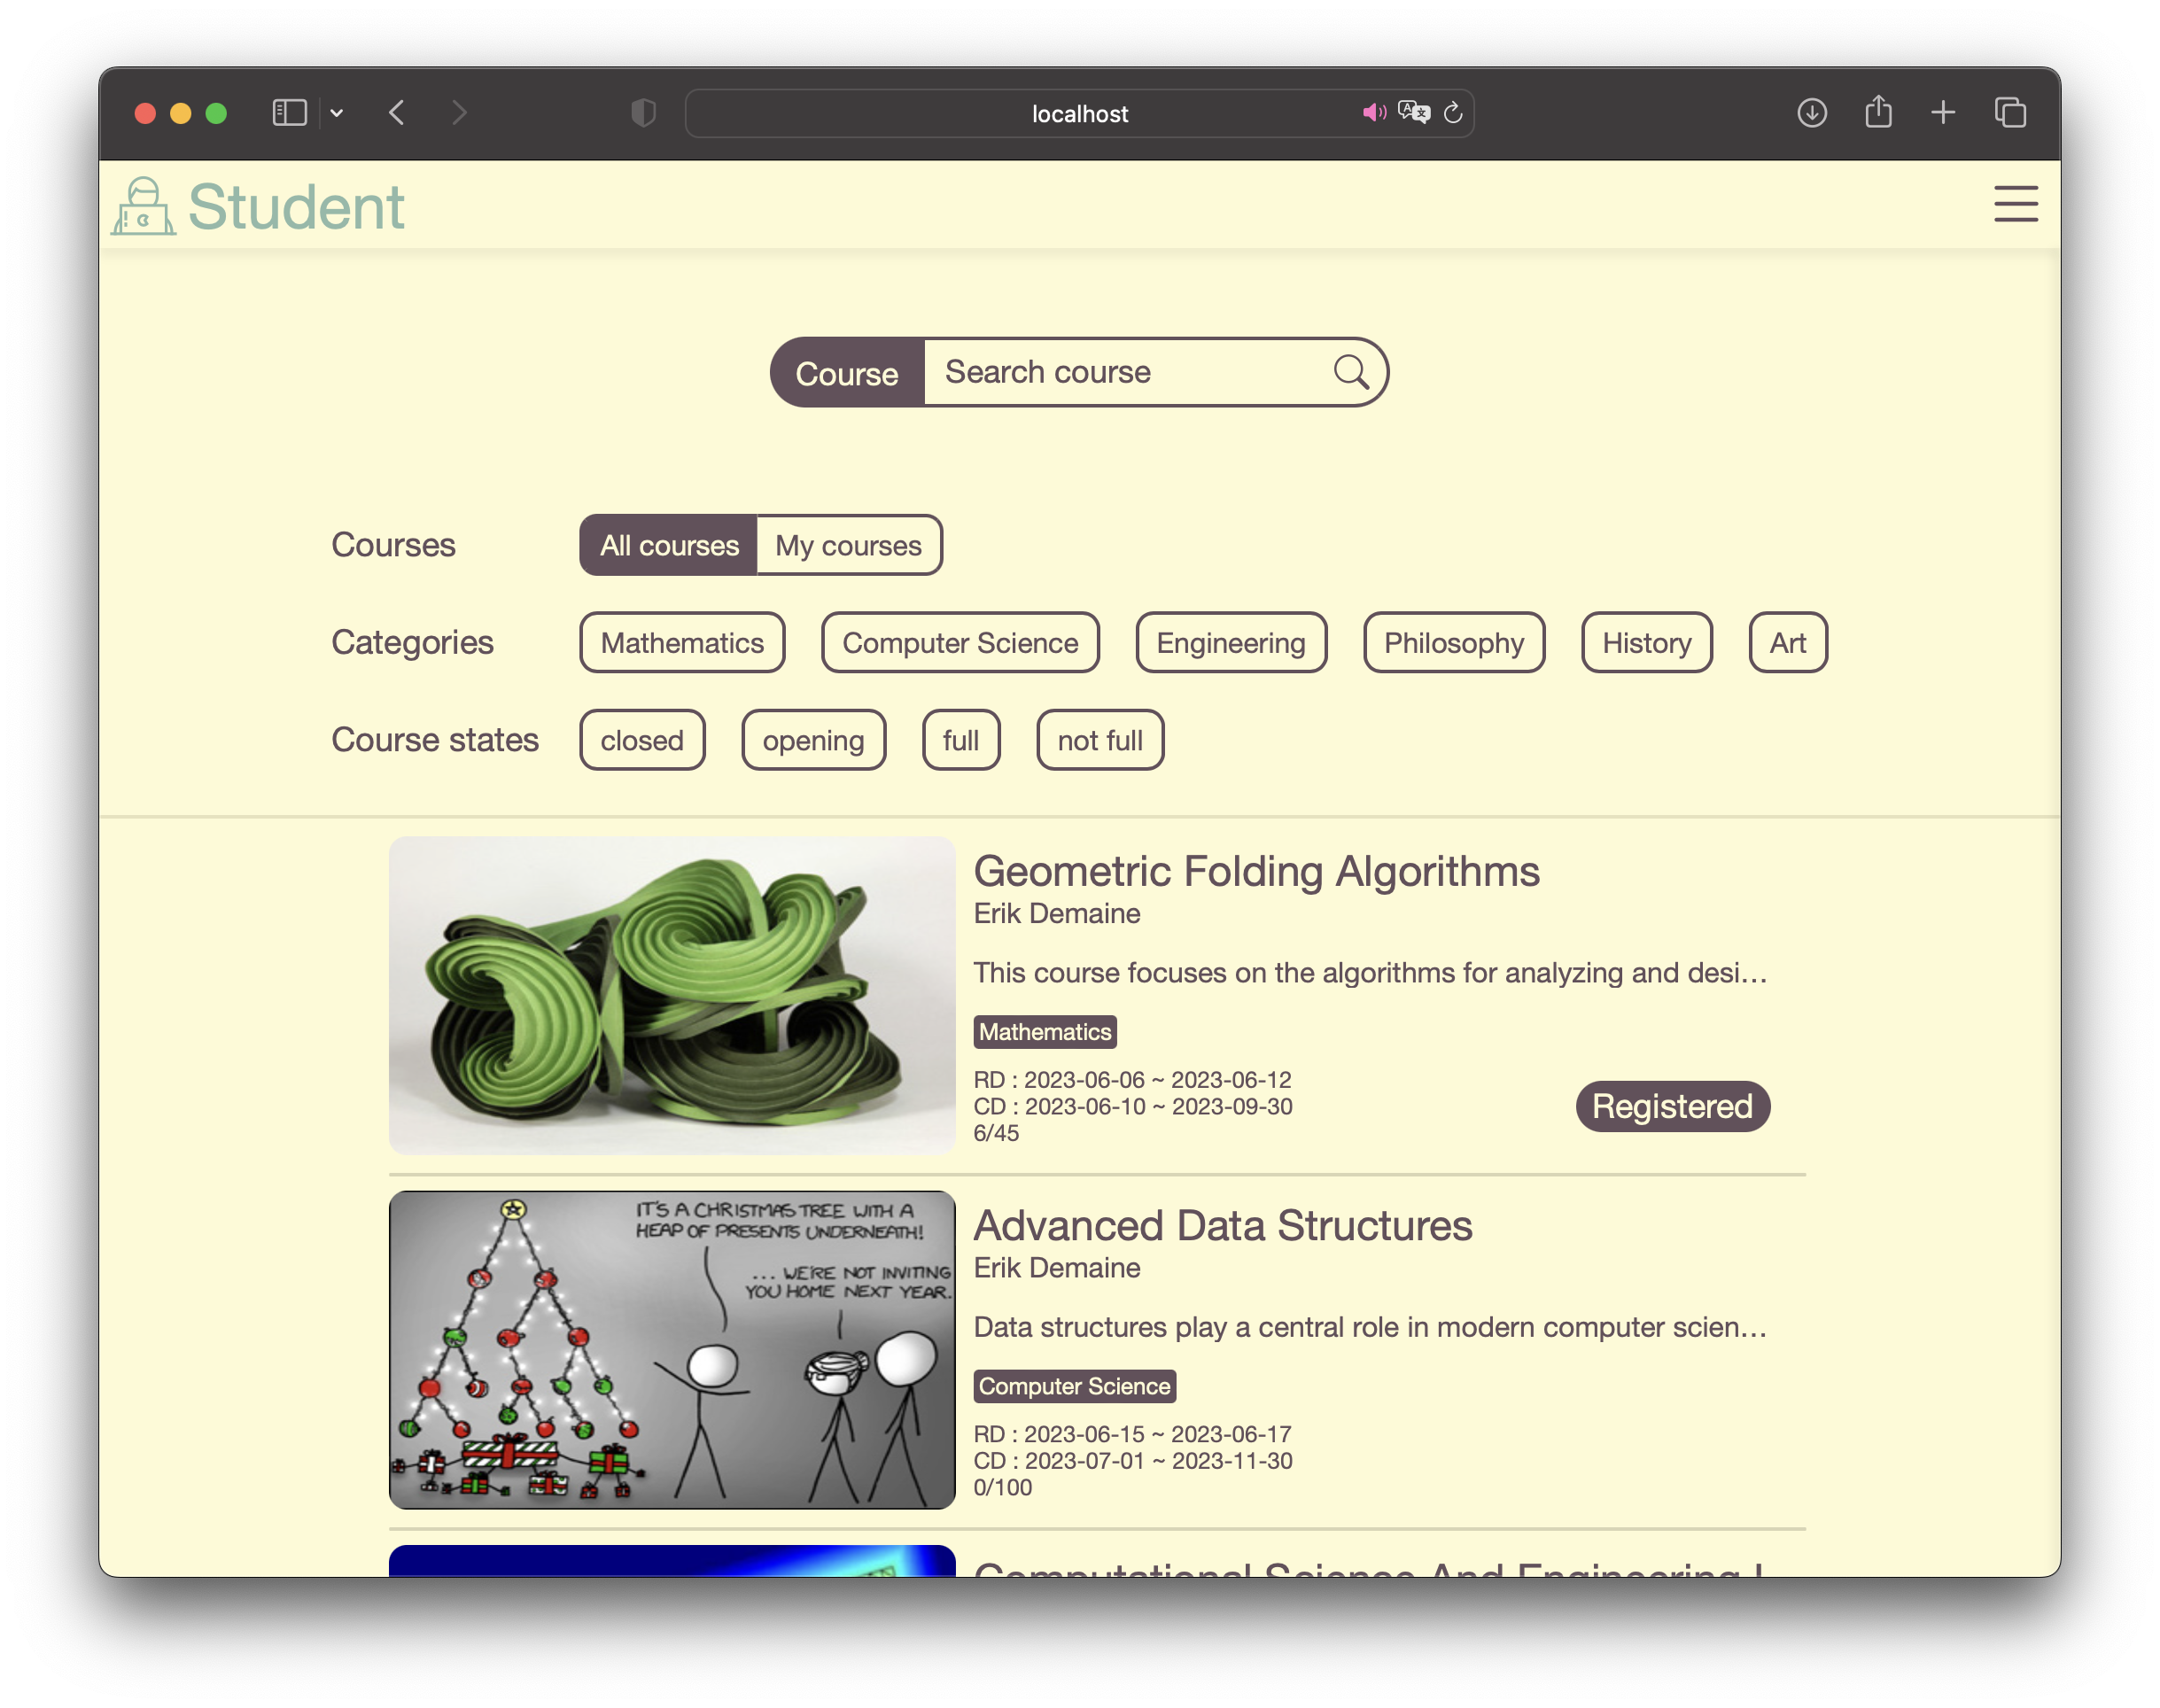 localhost
Student
Course Search course
Courses All courses My courses
Categories Mathematics Computer Science Engineering Philosophy History Art
Course states closed opening full not full
Geometric Folding Algorithms
Erik Demaine
This course focuses on the algorithms for analyzing and desi...
Mathematics
RD : 2023-06-06 ~ 2023-06-12
CD : 2023-06-10 ~ 2023-09-30
6/45
Registered
IT'S A CHRISTMAS TREE WITH A
HEAP OF PRESENTS UNDERNEATH!
... WE'RE NOT INVITING
YOU HOME NEXT YEAR.
Advanced Data Structures
Erik Demaine
Data structures play a central role in modern computer scien...
Computer Science
RD : 2023-06-15 ~ 2023-06-17
CD : 2023-07-01 ~ 2023-11-30
0/100
Computational Science And Engineering I